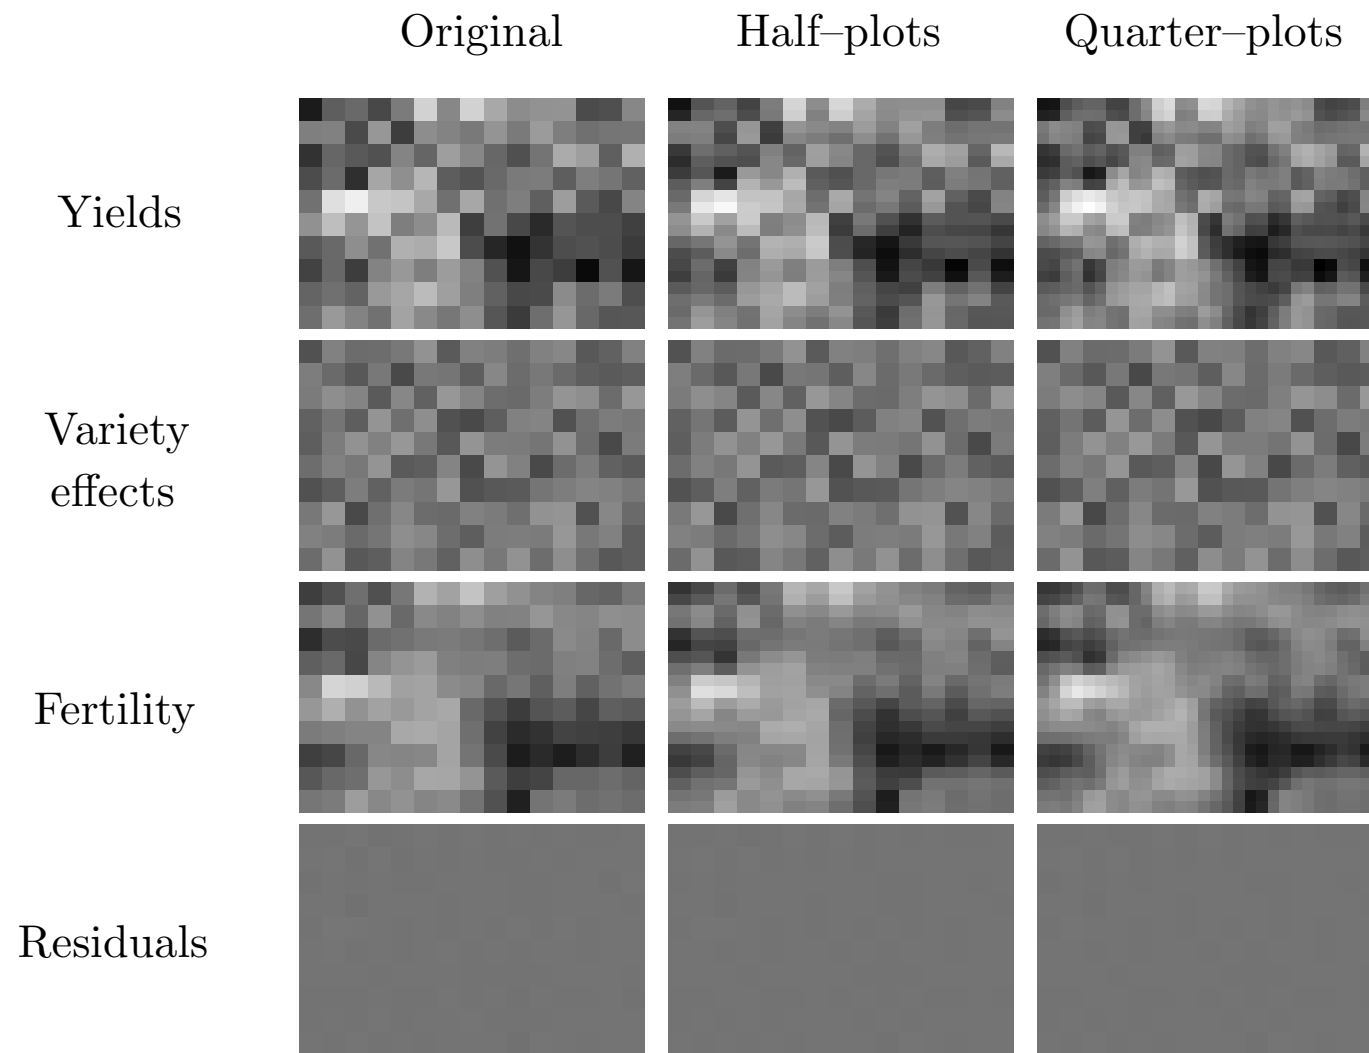 Original Half–plots Quarter–plots
Yields
Variety
effects
Fertility
Residuals